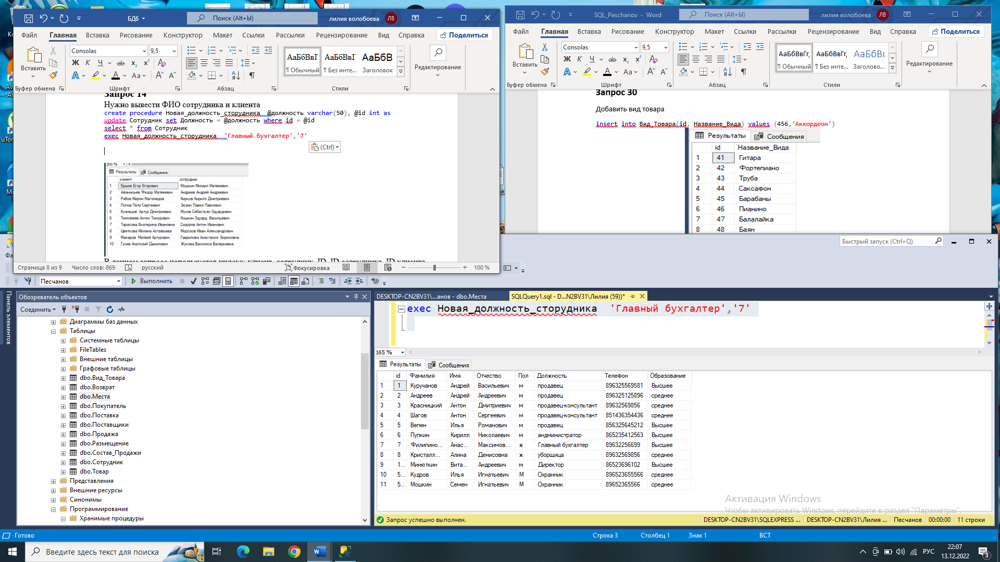 БД6
Поиск (Alt+Ы)
лилия волобоева
ЛВ
Файл
Главная
Вставка
Рисование
Конструктор
Макет
Ссылки
Рассылки
Рецензирование
Вид
Справка
Поделиться
Вставить
Consolas
9,5
Ж К Ч ab x₂ x²
АаБбВвГ
АаБбВвГ
АаБбВ
¶ Обычный
¶ Без инте...
Заголовок
Редактирование
Буфер обмена
Шрифт
Абзац
Стили
Запрос 14
Нужно вывести ФИО сотрудника и клиента
create procedure Новая_должность_сторудника @должность varchar(50), @id int as
update Сотрудник set Должность = @должность where id = @id
select * from Сотрудник
exec Новая_должность_сторудника 'Главный бухгалтер','7'
(Ctrl)
200 %
Результаты
Сообщения
клиент сотрудник
1 Ершов Егор Егорович Мошкин Михаил Матвеевич
2 Афанасьев Федор Матвеевич Андреев Андрей Андреевич
3 Рябов Мирон Магомедов Кирков Кирилл Дмитриевич
4 Попов Петр Сергеевич Зюзин Павел Павлович
5 Кузнецов Артур Дмитриевич Мухов Себастьян Эдуардович
6 Тимофеев Антон Тимурович Кошкин Эдуард Васильевич
7 Тарасова Екатерина Ивановна Сидоров Антон Иванович
8 Цветкова Милена Астафьева Морозов Иван Александрович
9 Макаров Матвей Артурович Гаврилова Анастасия Борисовна
10 Гусев Анатолий Данилович Жукова Василиса Валерьевна
Страница 8 из 9
Число слов: 869
русский
Фокусировка
100 %
SQL_Peschanov - Word
Поиск (Alt+Ы)
лилия волобоева
ЛВ
Файл
Главная
Вставка
Рисование
Конструктор
Макет
Ссылки
Рассылки
Рецензирование
Вид
Справка
Поделиться
Вставить
Consolas
9,5
Ж К Ч ab x₂ x²
АаБбВвГг,
АаБбВвГг,
АаБбВ
¶ Обычный
¶ Без инте...
Заголово...
Редактирование
Буфер обмена
Шрифт
Абзац
Стили
Запрос 30
Добавить вид товара
insert into Вид_Товара(id, Название_Вида) values (456,'Аккордеон')
Результаты
Сообщения
id Название_Вида
1 41 Гитара
2 42 Фортепиано
3 43 Труба
4 44 Саксафон
5 45 Барабаны
6 46 Пианино
7 47 Балалайка
8 48 Баян
Быстрый запуск (Ctrl+Q)
Песчанов
Выполнить
Панель элементов
Обозреватель объектов
Соединить
Диаграммы баз данных
Таблицы
Системные таблицы
FileTables
Внешние таблицы
Графовые таблицы
dbo.Вид_Товара
dbo.Возврат
dbo.Места
dbo.Покупатель
dbo.Поставка
dbo.Поставщики
dbo.Продажа
dbo.Размещение
dbo.Состав_Продажи
dbo.Сотрудник
dbo.Товар
Представления
Внешние ресурсы
Синонимы
Программирование
Хранимые процедуры
DESKTOP-CN2BV31\...анов - dbo.Места
SQLQuery1.sql - D...N2BV31\Лилия (59))*
exec Новая_должность_сторудника 'Главный бухгалтер','7'
165 %
Результаты
Сообщения
id Фамилия Имя Отчество Пол Должность Телефон Образование
1 1 Куручанов Андрей Васильевич м продавец 896325569581 Высшее
2 2 Андреев Андрей Андреевич м продавец 896325125896 среднее
3 3 Красницкий Антон Дмитриевич м продавец-консультант 89632569856 среднее
4 4 Шагов Антон Сергеевич м продавец-консультант 851436354436 среднее
5 5 Вепен Илья Романович м продавец 856325645212 Высшее
6 6 Пупкин Кирилл Николаевич м андминистратор 865235412563 Высшее
7 7 Филипино... Анас... Максимов... ж Главный бухгалтер 89632256699 Высшее
8 8 Кристалл... Алина Денисовна ж уборщица 89632569856 среднее
9 1... Минюткин Вита... Андреевич м Директор 86523696102 Высшее
10 5... Кудров Илья Игнатьевич М Охранник 896523655566 среднее
11 5... Мошкин Семен Игнатьевич М Охранник 89652365566 среднее
Активация Windows
Чтобы активировать Windows, перейдите в раздел "Параметры".
Запрос успешно выполнен.
DESKTOP-CN2BV31\SQLEXPRESS ...
DESKTOP-CN2BV31\Лилия ...
Песчанов
00:00:00
11 строки
Готово
Строка 3
Столбец 1
Знак 1
ВСТ
Введите здесь текст для поиска
РУС
22:07
13.12.2022
3